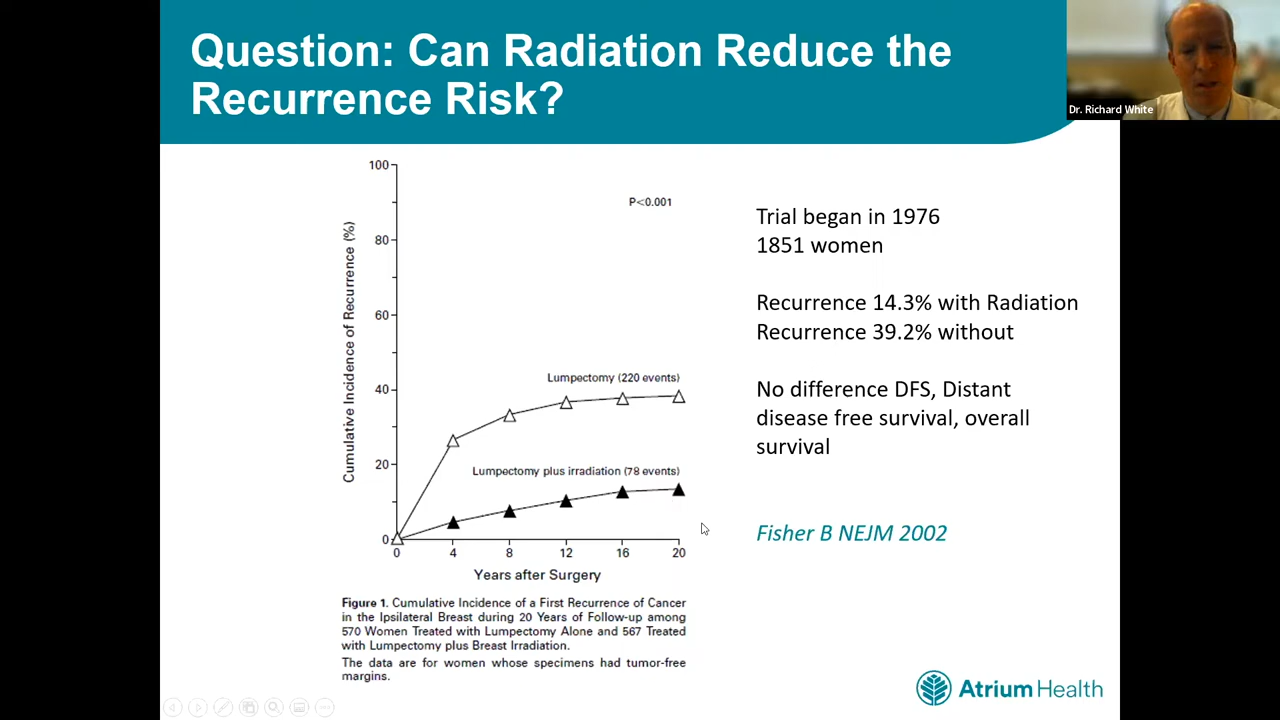 Question: Can Radiation Reduce the
Recurrence Risk?
Dr. Richard White
100
80
60
40
20
0
Cumulative Incidence of Recurrence (%)
P<0.001
Lumpectomy (220 events)
Lumpectomy plus irradiation (78 events)
0 4 8 12 16 20
Years after Surgery
Figure 1. Cumulative Incidence of a First Recurrence of Cancer
in the Ipsilateral Breast during 20 Years of Follow-up among
570 Women Treated with Lumpectomy Alone and 567 Treated
with Lumpectomy plus Breast Irradiation.
The data are for women whose specimens had tumor-free
margins.
Trial began in 1976
1851 women
Recurrence 14.3% with Radiation
Recurrence 39.2% without
No difference DFS, Distant
disease free survival, overall
survival
Fisher B NEJM 2002
Atrium Health